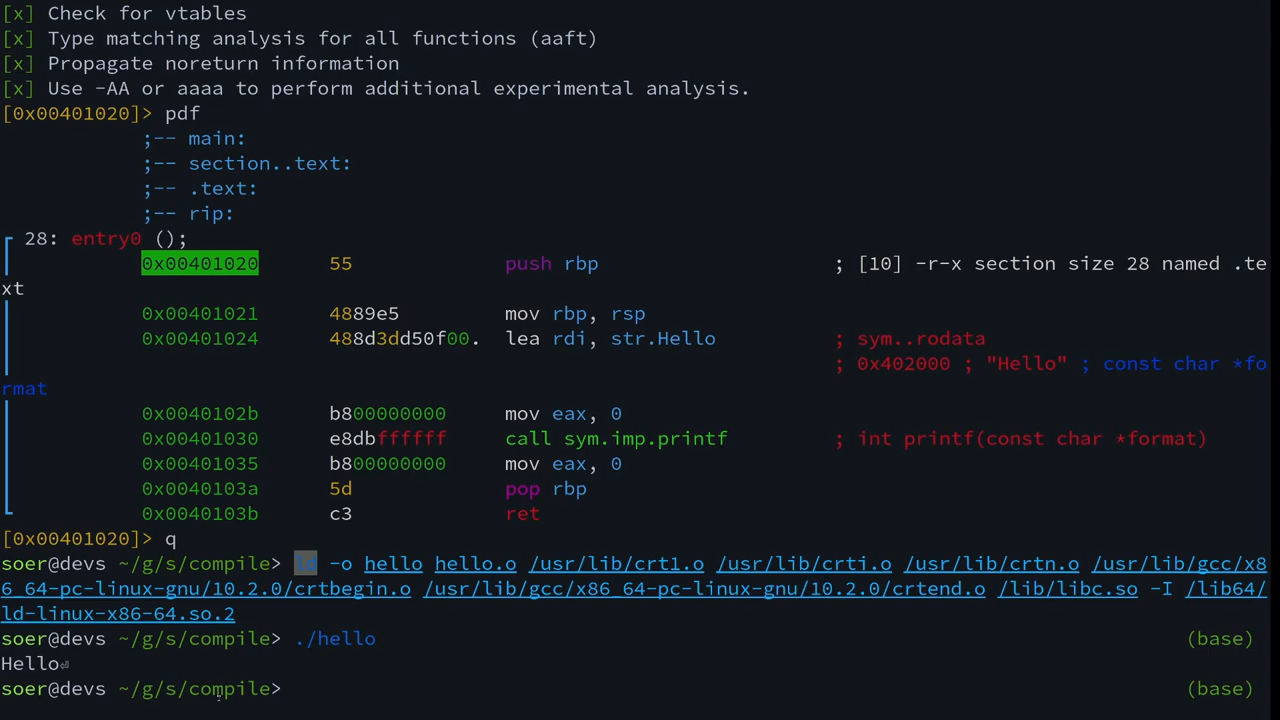 [x] Check for vtables
[x] Type matching analysis for all functions (aaft)
[x] Propagate noreturn information
[x] Use -AA or aaaa to perform additional experimental analysis.
[0x00401020]> pdf
;-- main:
;-- section..text:
;-- .text:
;-- rip:
28: entry0 ();
0x00401020 55 push rbp ; [10] -r-x section size 28 named .te
xt
0x00401021 4889e5 mov rbp, rsp
0x00401024 488d3dd50f00. lea rdi, str.Hello ; sym..rodata
; 0x402000 ; "Hello" ; const char *fo
rmat
0x0040102b b800000000 mov eax, 0
0x00401030 e8dbffffff call sym.imp.printf ; int printf(const char *format)
0x00401035 b800000000 mov eax, 0
0x0040103a 5d pop rbp
0x0040103b c3 ret
[0x00401020]> q
soer@devs ~/g/s/compile> ld -o hello hello.o /usr/lib/crt1.o /usr/lib/crti.o /usr/lib/crtn.o /usr/lib/gcc/x8
6_64-pc-linux-gnu/10.2.0/crtbegin.o /usr/lib/gcc/x86_64-pc-linux-gnu/10.2.0/crtend.o /lib/libc.so -I /lib64/
ld-linux-x86-64.so.2
soer@devs ~/g/s/compile> ./hello (base)
Hello⏎
soer@devs ~/g/s/compile> (base)